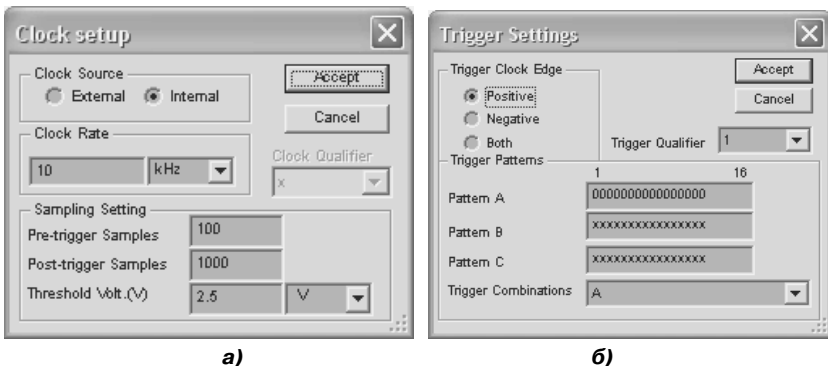 Clock setup
Clock Source
External Internal
Accept
Cancel
Clock Rate
10 kHz
Clock Qualifier
x
Sampling Setting
Pre-trigger Samples 100
Post-trigger Samples 1000
Threshold Volt.(V) 2.5 V
а)
Trigger Settings
Trigger Clock Edge
Positive
Negative
Both
Accept
Cancel
Trigger Qualifier 1
Trigger Patterns
1 16
Pattern A 0000000000000000
Pattern B xxxxxxxxxxxxxxxx
Pattern C xxxxxxxxxxxxxxxx
Trigger Combinations A
б)